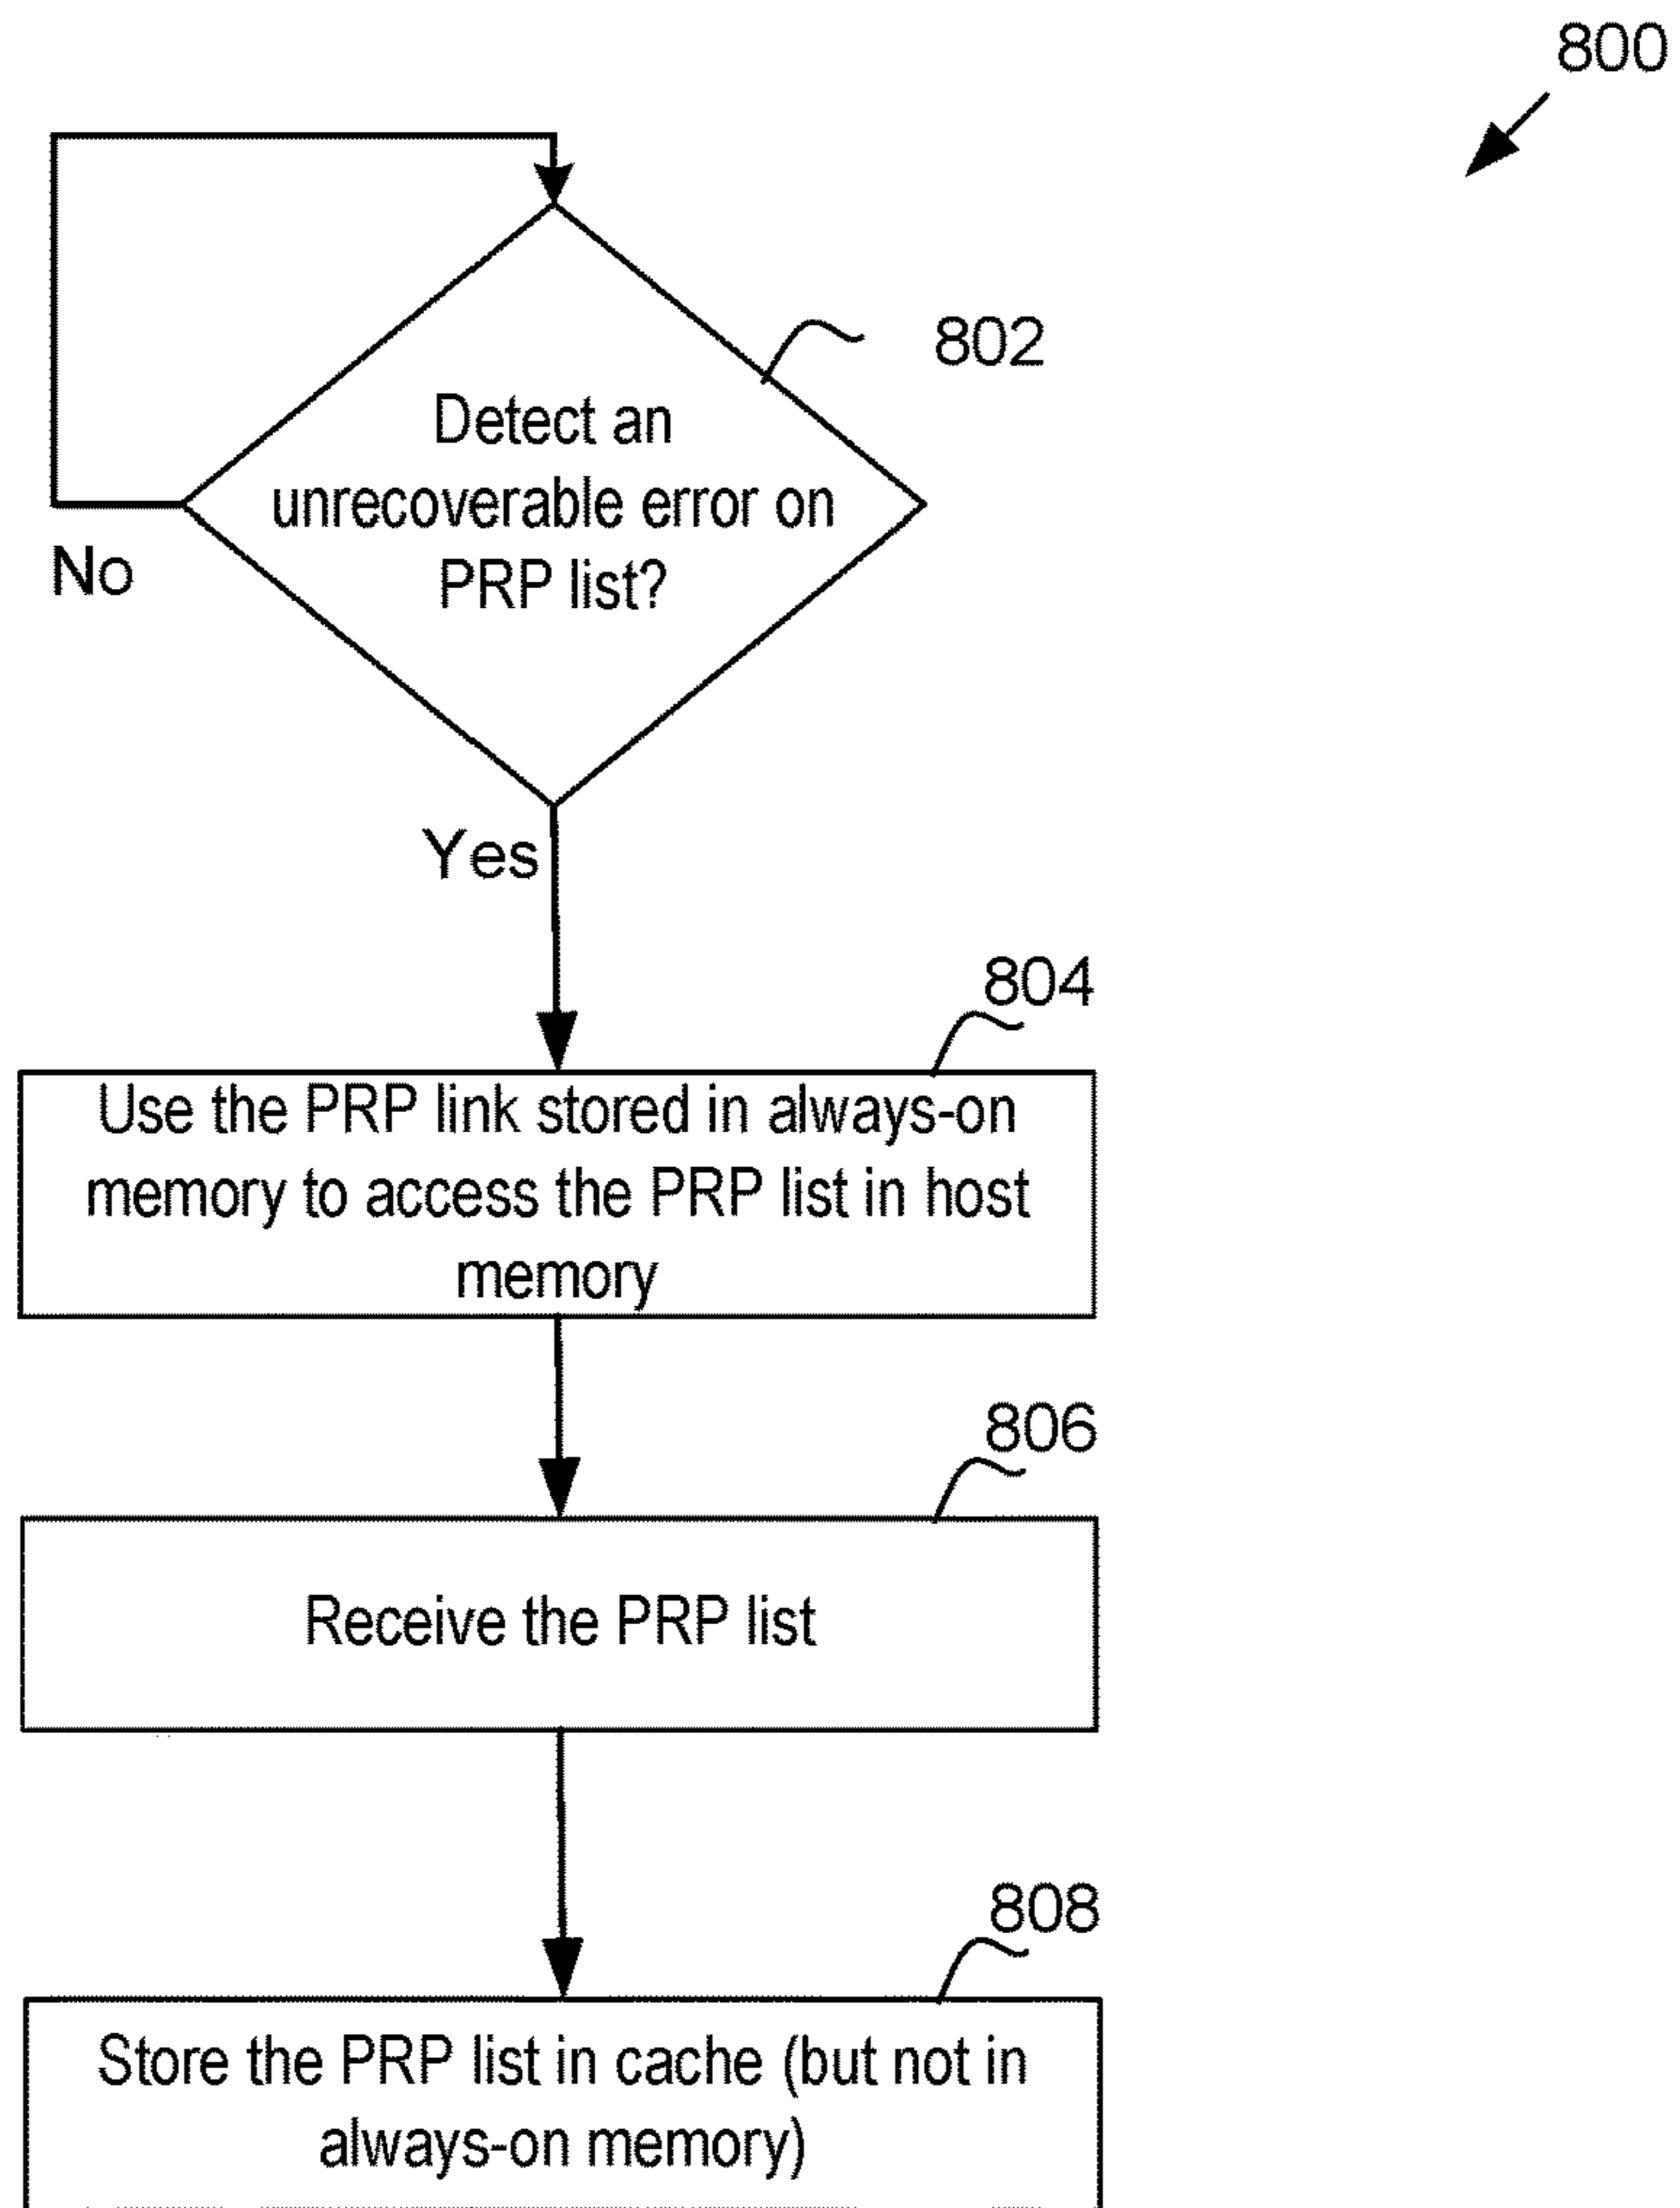 800
802
Detect an
unrecoverable error on
PRP list?
No
Yes
804
Use the PRP link stored in always-on
memory to access the PRP list in host
memory
806
Receive the PRP list
808
Store the PRP list in cache (but not in
always-on memory)